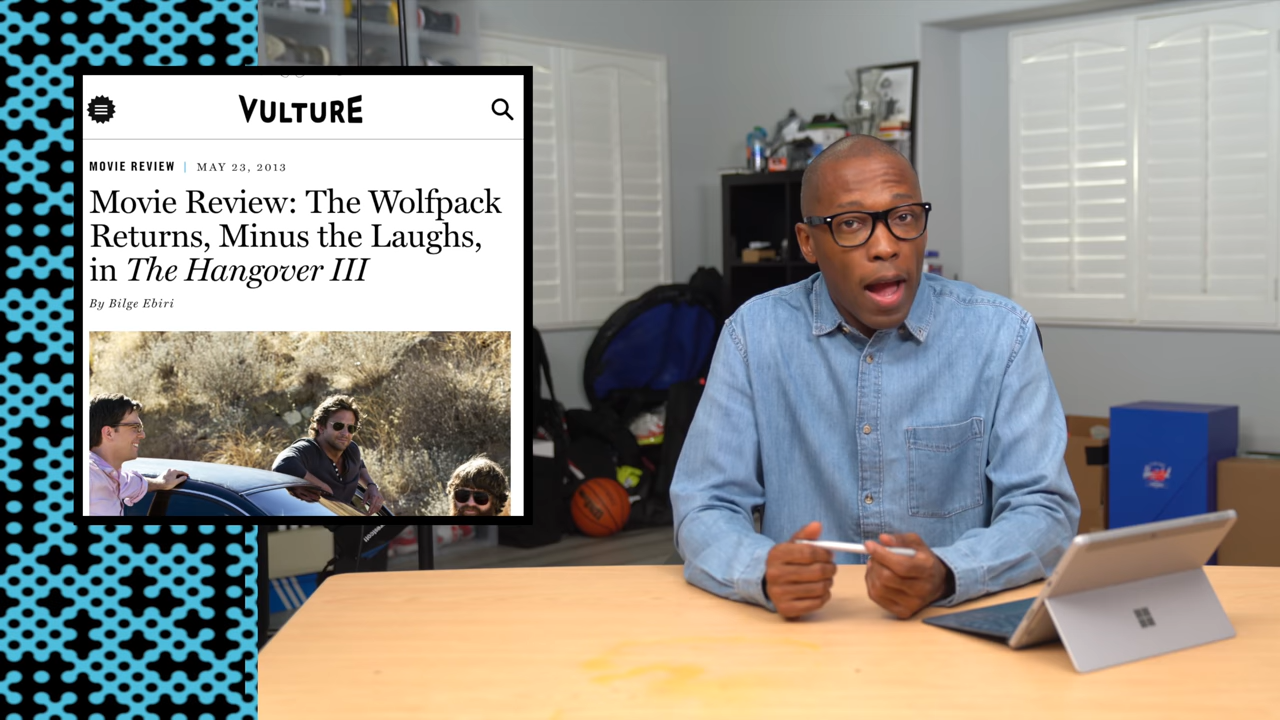 VULTURE
MOVIE REVIEW | MAY 23, 2013
Movie Review: The Wolfpack
Returns, Minus the Laughs,
in The Hangover III
By Bilge Ebiri